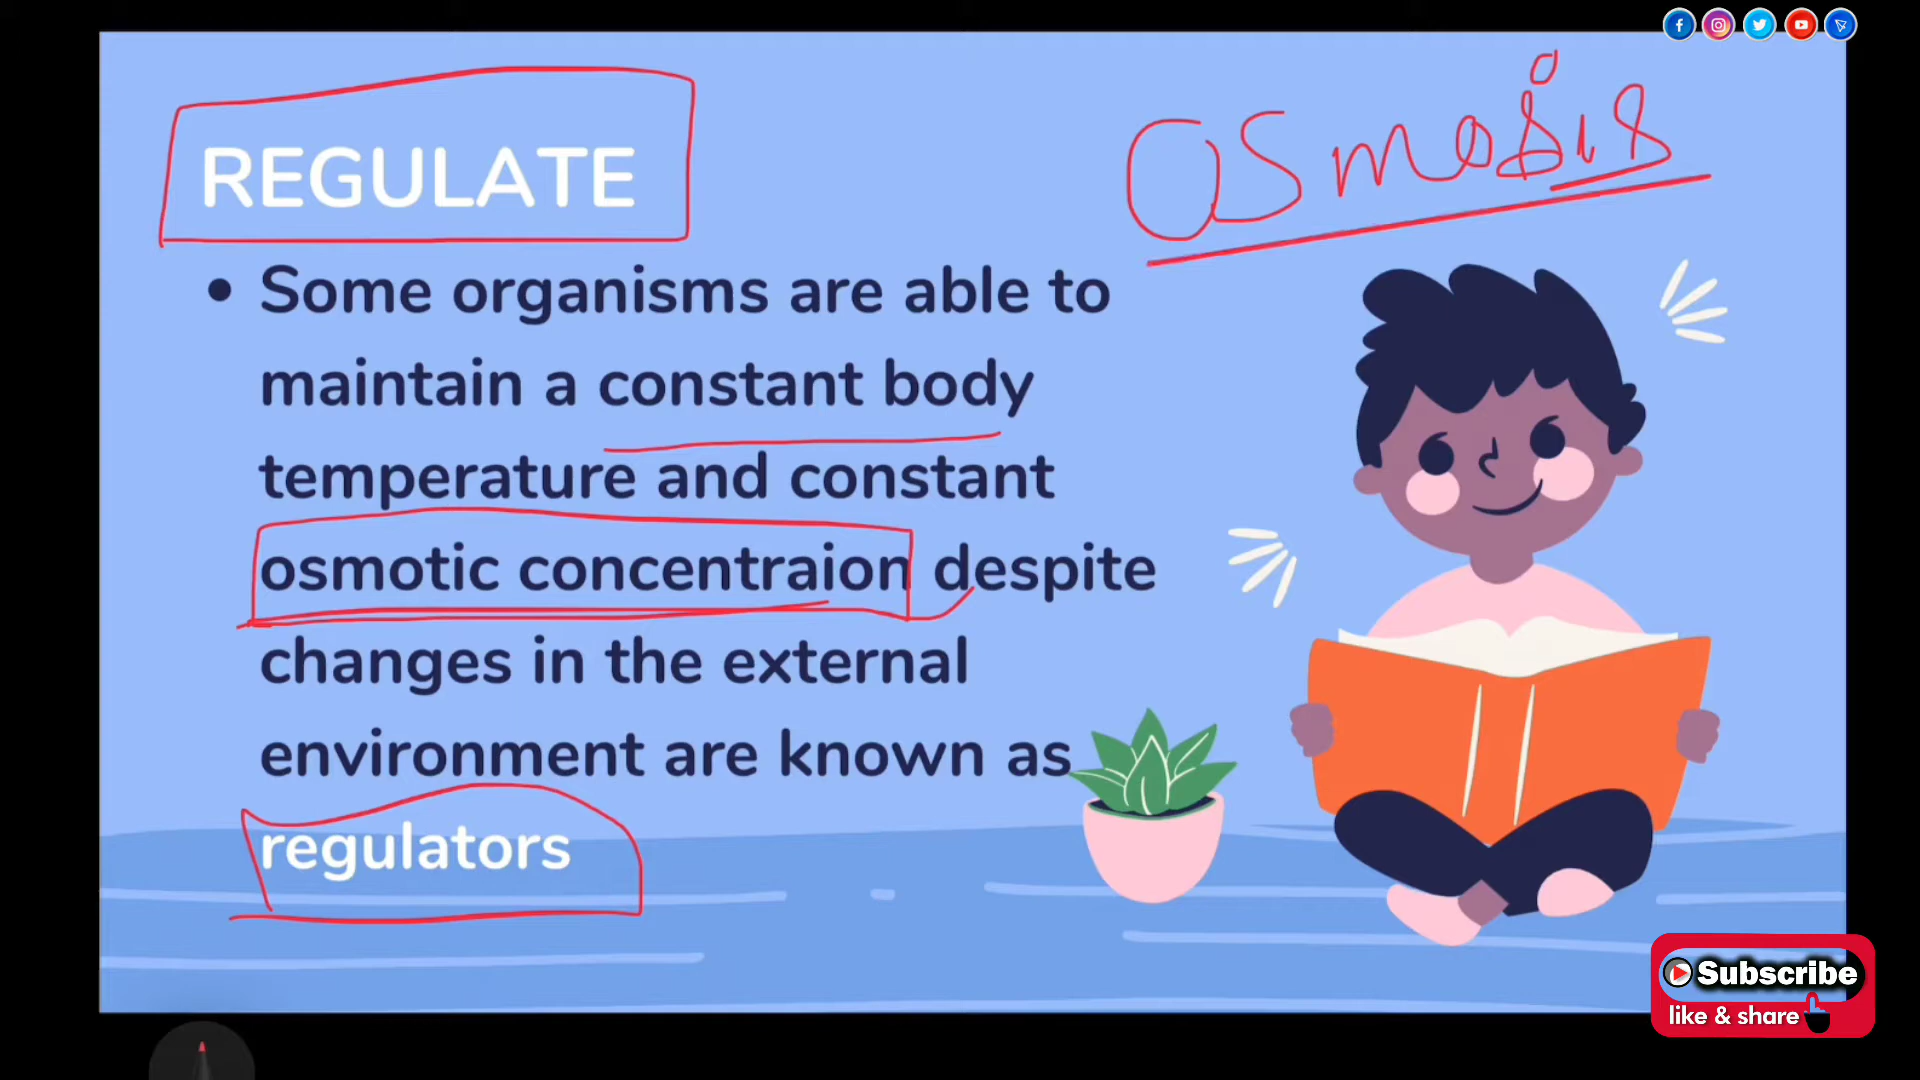 REGULATE
Osmosis
• Some organisms are able to
maintain a constant body
temperature and constant
osmotic concentraion despite
changes in the external
environment are known as
regulators
Subscribe
like & share